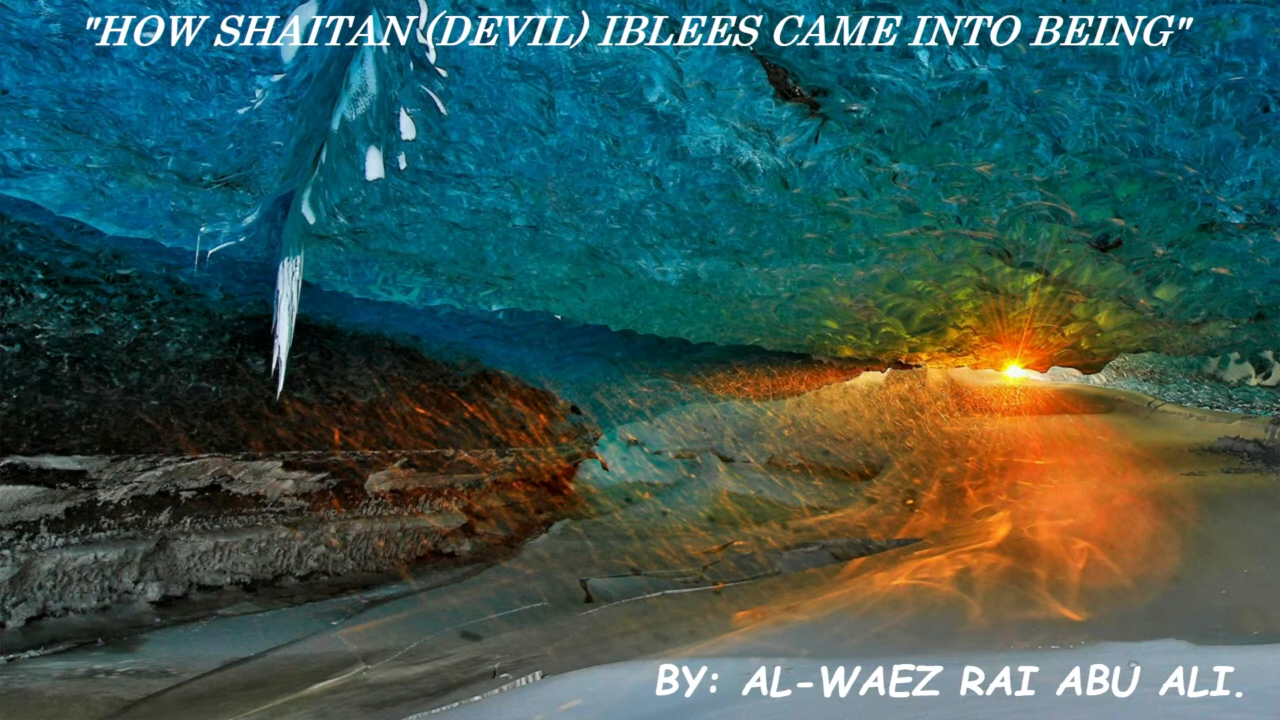 "HOW SHAITAN (DEVIL) IBLEES CAME INTO BEING"
BY: AL-WAEZ RAI ABU ALI.